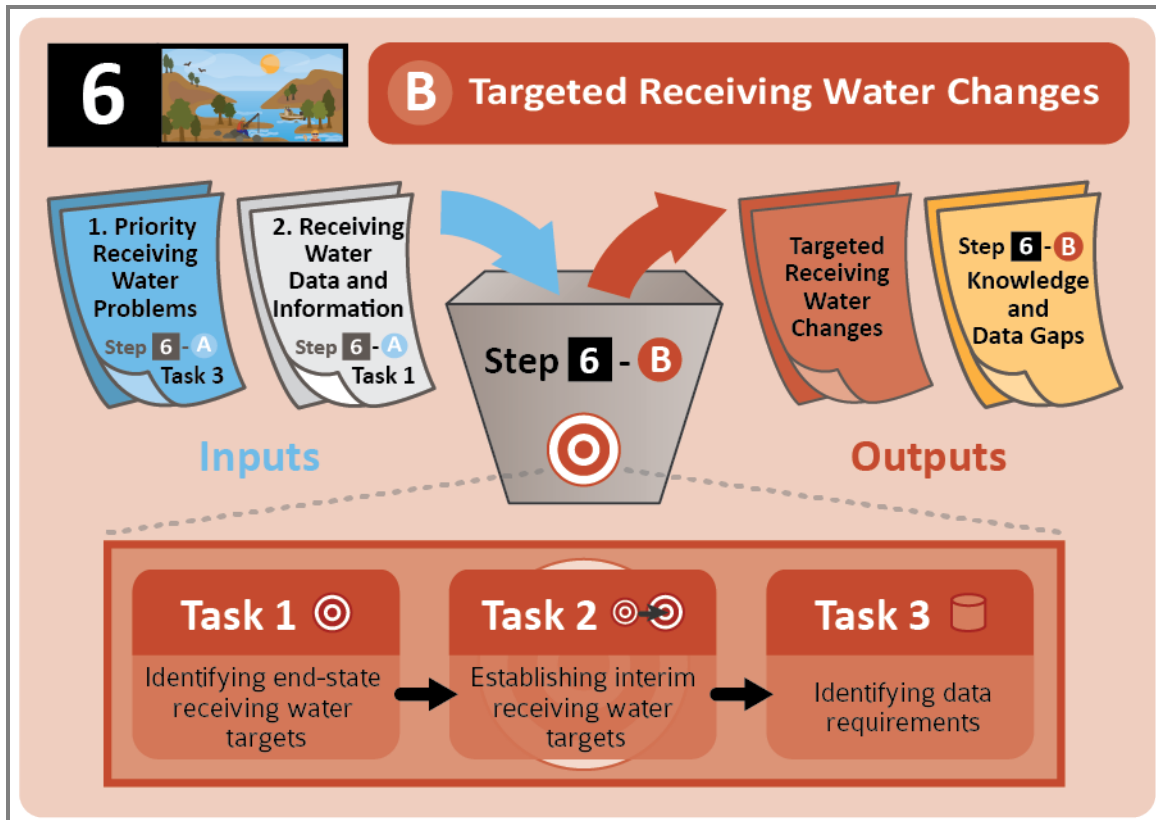 6
B Targeted Receiving Water Changes
1. Priority
Receiving
Water
Problems
Step 6 - A
Task 3
2. Receiving
Water
Data and
Information
Step 6 - A
Task 1
Inputs
Step 6 - B
Targeted
Receiving
Water
Changes
Step 6 - B
Knowledge
and
Data Gaps
Outputs
Task 1
Identifying end-state
receiving water
targets
Task 2
Establishing interim
receiving water
targets
Task 3
Identifying data
requirements